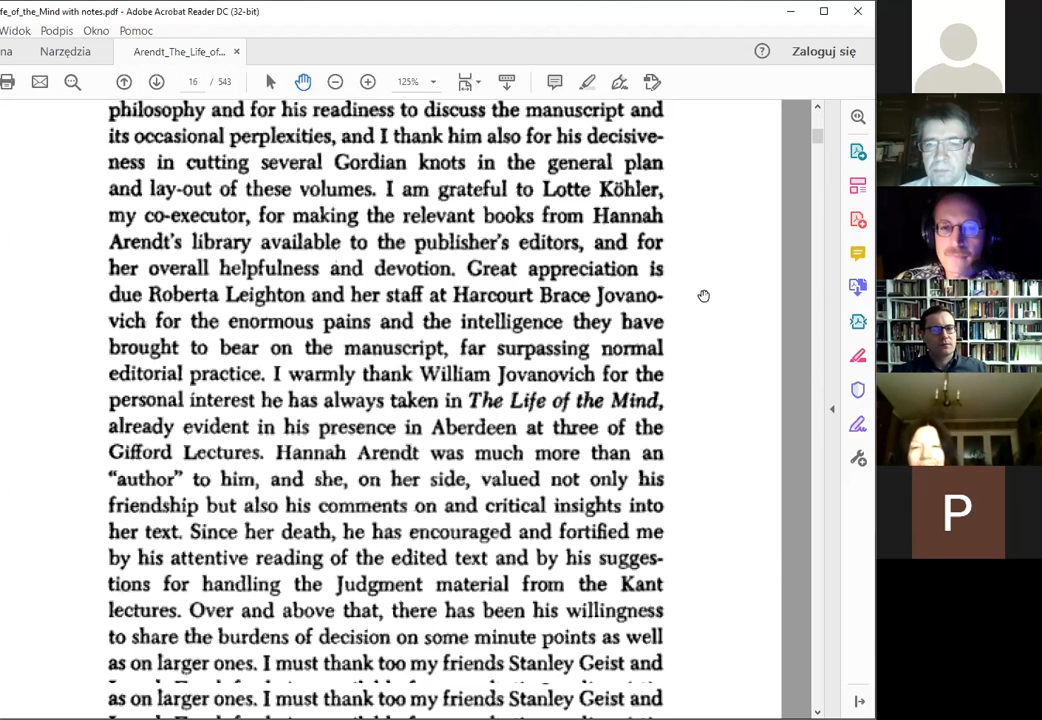 fe_of_the_Mind with notes.pdf - Adobe Acrobat Reader DC (32-bit)
Widok Podpis Okno Pomoc
na Narzędzia Arendt_The_Life_of... × Zaloguj się
16 / 543 125%
philosophy and for his readiness to discuss the manuscript and
its occasional perplexities, and I thank him also for his decisive-
ness in cutting several Gordian knots in the general plan
and lay-out of these volumes. I am grateful to Lotte Köhler,
my co-executor, for making the relevant books from Hannah
Arendt's library available to the publisher's editors, and for
her overall helpfulness and devotion. Great appreciation is
due Roberta Leighton and her staff at Harcourt Brace Jovano-
vich for the enormous pains and the intelligence they have
brought to bear on the manuscript, far surpassing normal
editorial practice. I warmly thank William Jovanovich for the
personal interest he has always taken in The Life of the Mind,
already evident in his presence in Aberdeen at three of the
Gifford Lectures. Hannah Arendt was much more than an
"author" to him, and she, on her side, valued not only his
friendship but also his comments on and critical insights into
her text. Since her death, he has encouraged and fortified me
by his attentive reading of the edited text and by his sugges-
tions for handling the Judgment material from the Kant
lectures. Over and above that, there has been his willingness
to share the burdens of decision on some minute points as well
as on larger ones. I must thank too my friends Stanley Geist and
as on larger ones. I must thank too my friends Stanley Geist and
P